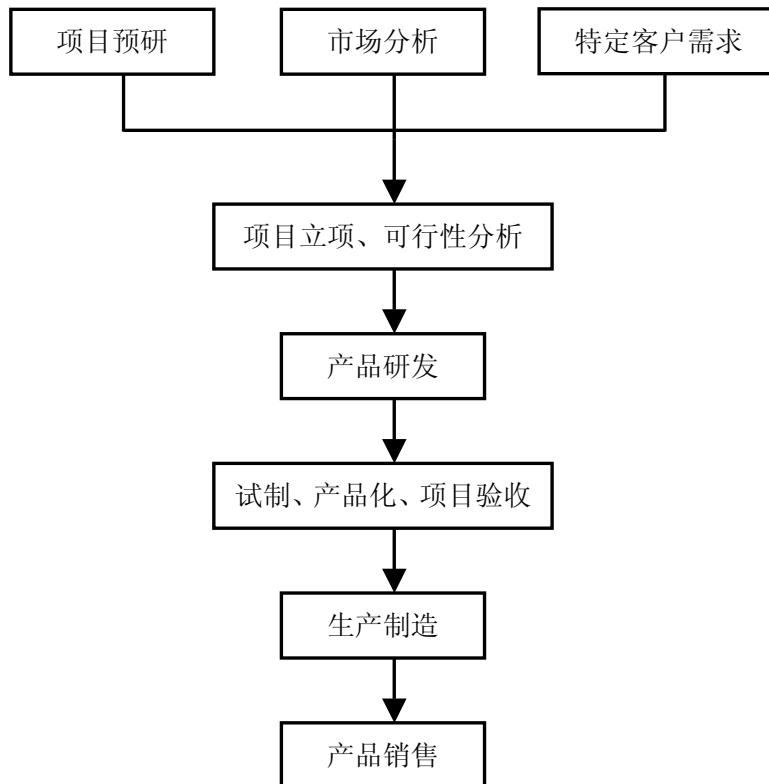 项目预研
市场分析
特定客户需求
项目立项、可行性分析
产品研发
试制、产品化、项目验收
生产制造
产品销售